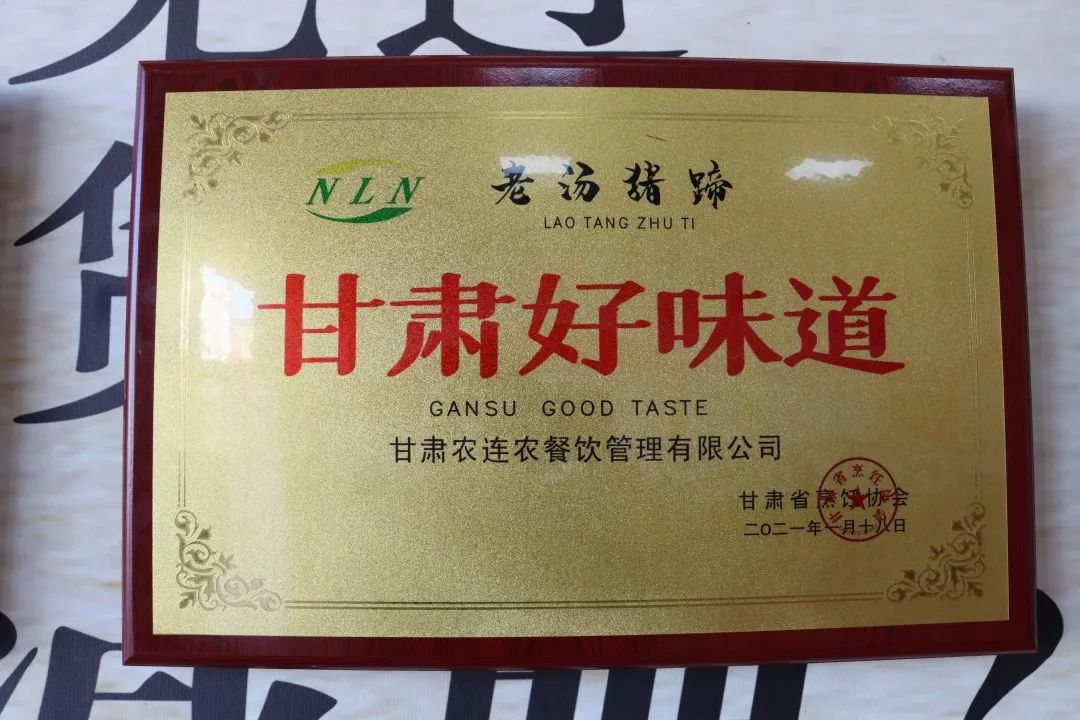 NLN 老汤猪蹄
LAO TANG ZHU TI
甘肃好味道
GANSU GOOD TASTE
甘肃农连农餐饮管理有限公司
甘肃省烹饪协会
二〇二一年一月十八日